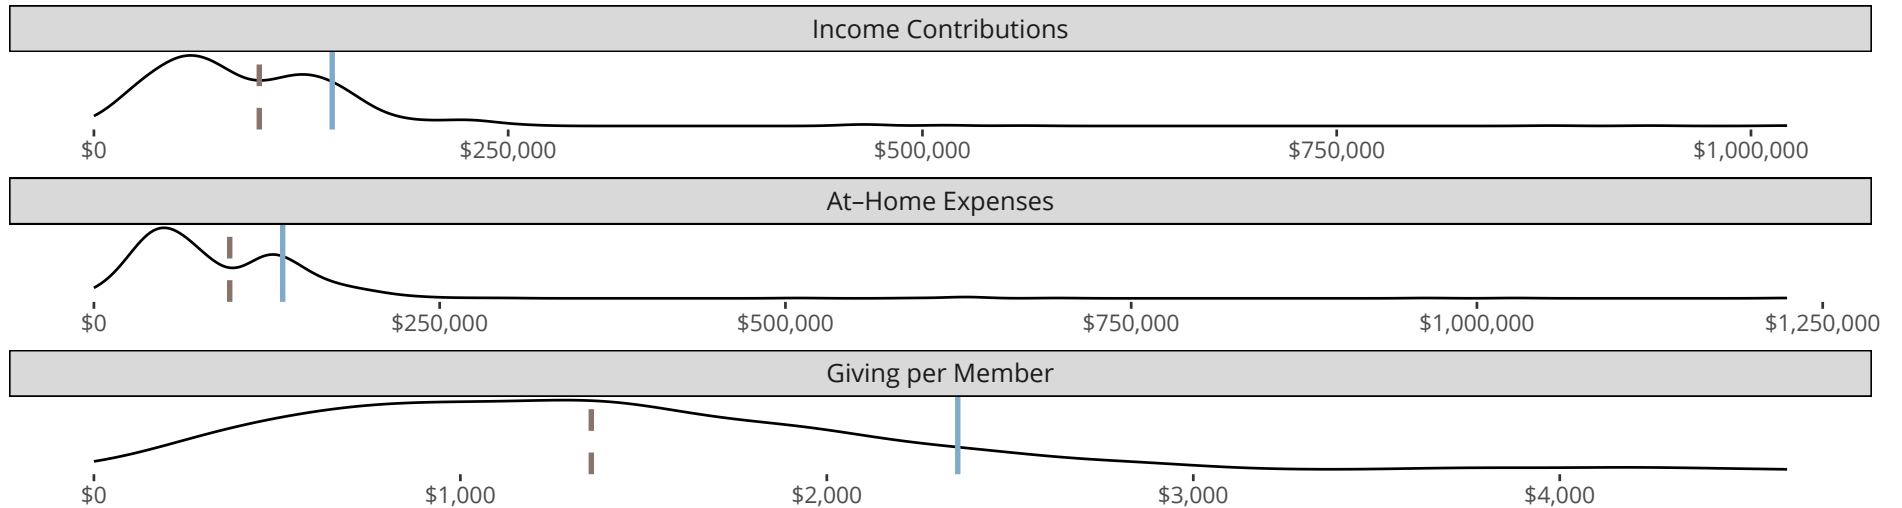 Income Contributions
$0 $250,000 $500,000 $750,000 $1,000,000
At–Home Expenses
$0 $250,000 $500,000 $750,000 $1,000,000 $1,250,000
Giving per Member
$0 $1,000 $2,000 $3,000 $4,000